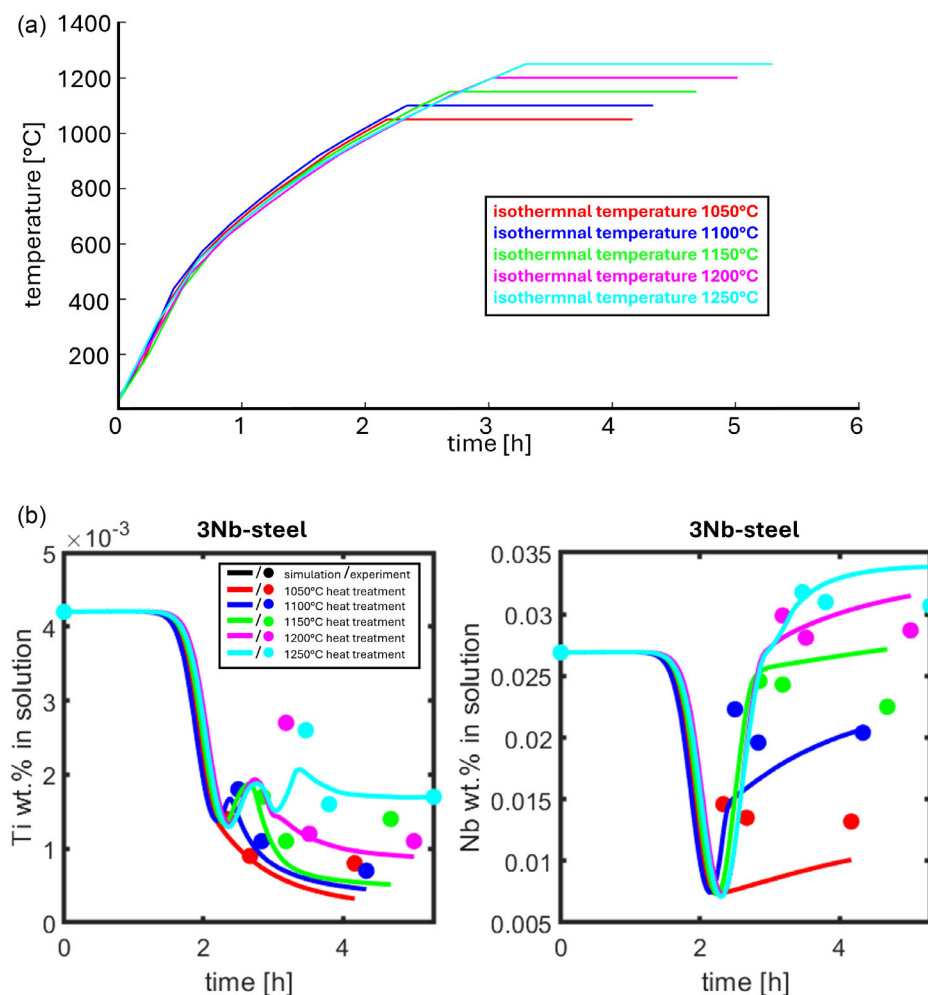 (a)
1400
1200
1000
800
600
400
200
0 1 2 3 4 5 6
temperature [°C]
time [h]
isothermnal temperature 1050°C
isothermnal temperature 1100°C
isothermnal temperature 1150°C
isothermnal temperature 1200°C
isothermnal temperature 1250°C
(b)
×10⁻³
3Nb-steel
5
4
3
2
1
0
0 2 4
Ti wt.% in solution
time [h]
simulation / experiment
1050°C heat treatment
1100°C heat treatment
1150°C heat treatment
1200°C heat treatment
1250°C heat treatment
3Nb-steel
0.035
0.03
0.025
0.02
0.015
0.01
0.005
0 2 4
Nb wt.% in solution
time [h]